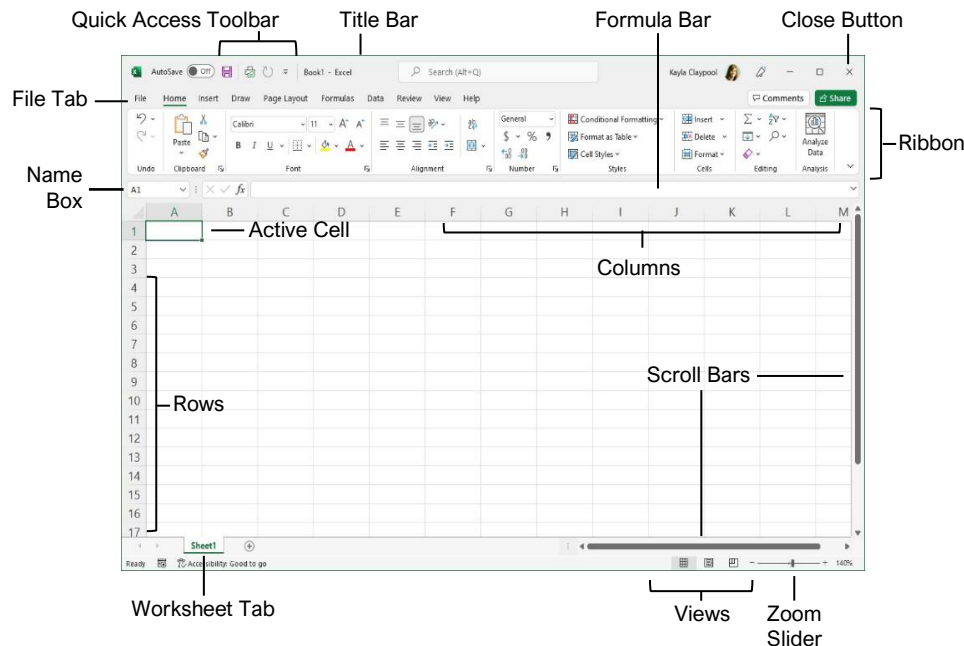 Quick Access Toolbar Title Bar Formula Bar Close Button
AutoSave Off Book1 - Excel Search (Alt+Q) Kayla Claypool
File Tab
File Home Insert Draw Page Layout Formulas Data Review View Help Comments Share
Calibri 11 General Conditional Formatting Insert
Paste B I U $ % Format as Table Delete Analyze
Cell Styles Format Data
Undo Clipboard Font Alignment Number Styles Cells Editing Analysis
Ribbon
Name
Box
A1 fx
A B C D E F G H I J K L M
1 Active Cell
2
3 Columns
4
5
6
7
8
Scroll Bars
9
10 Rows
11
12
13
14
15
16
17
Sheet1
Ready Accessibility: Good to go 140%
Worksheet Tab Views Zoom
Slider